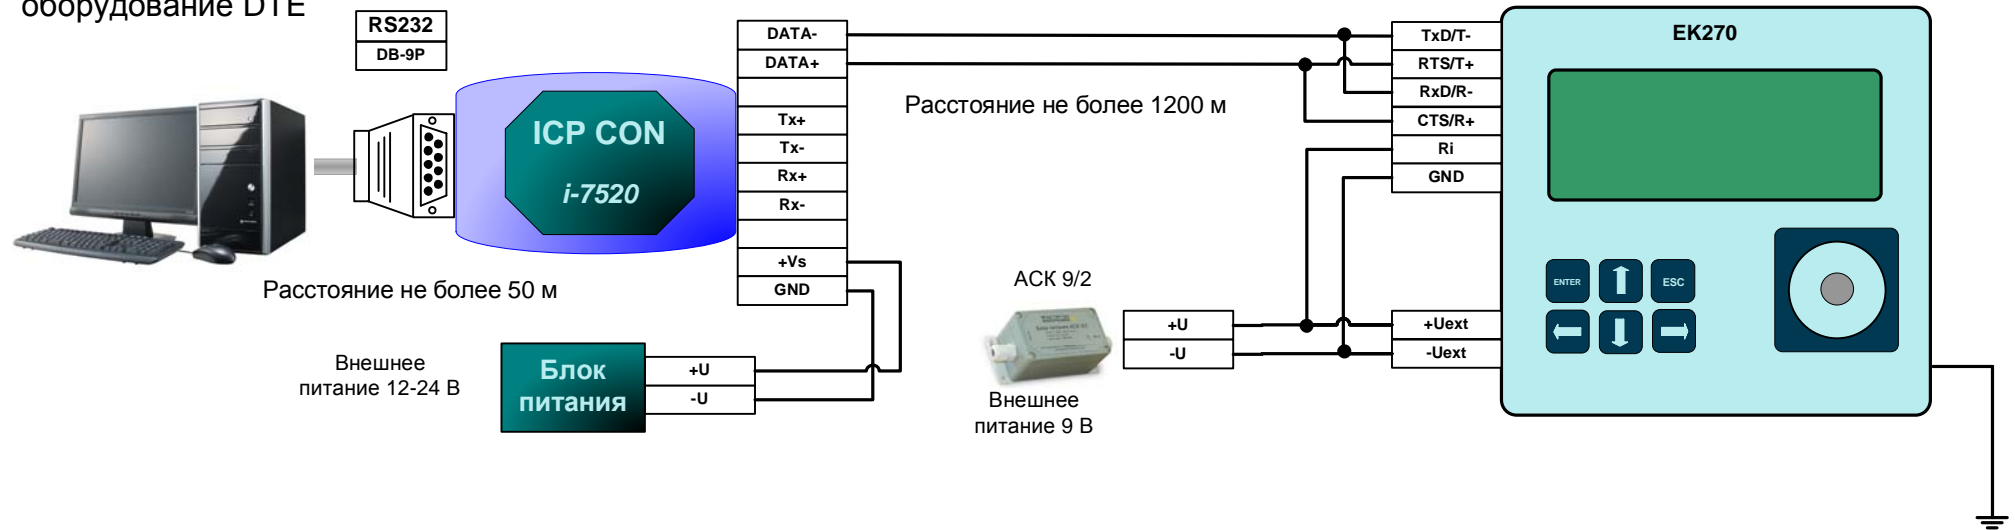 оборудование DTE
RS232
DB-9P
ICP CON
i-7520
DATA-
DATA+
Tx+
Tx-
Rx+
Rx-
+Vs
GND
Расстояние не более 50 м
Внешнее
питание 12-24 В
Блок
питания
+U
-U
Расстояние не более 1200 м
АСК 9/2
Внешнее
питание 9 В
+U
-U
TxD/T-
RTS/T+
RxD/R-
CTS/R+
Ri
GND
+Uext
-Uext
EK270
ENTER
ESC